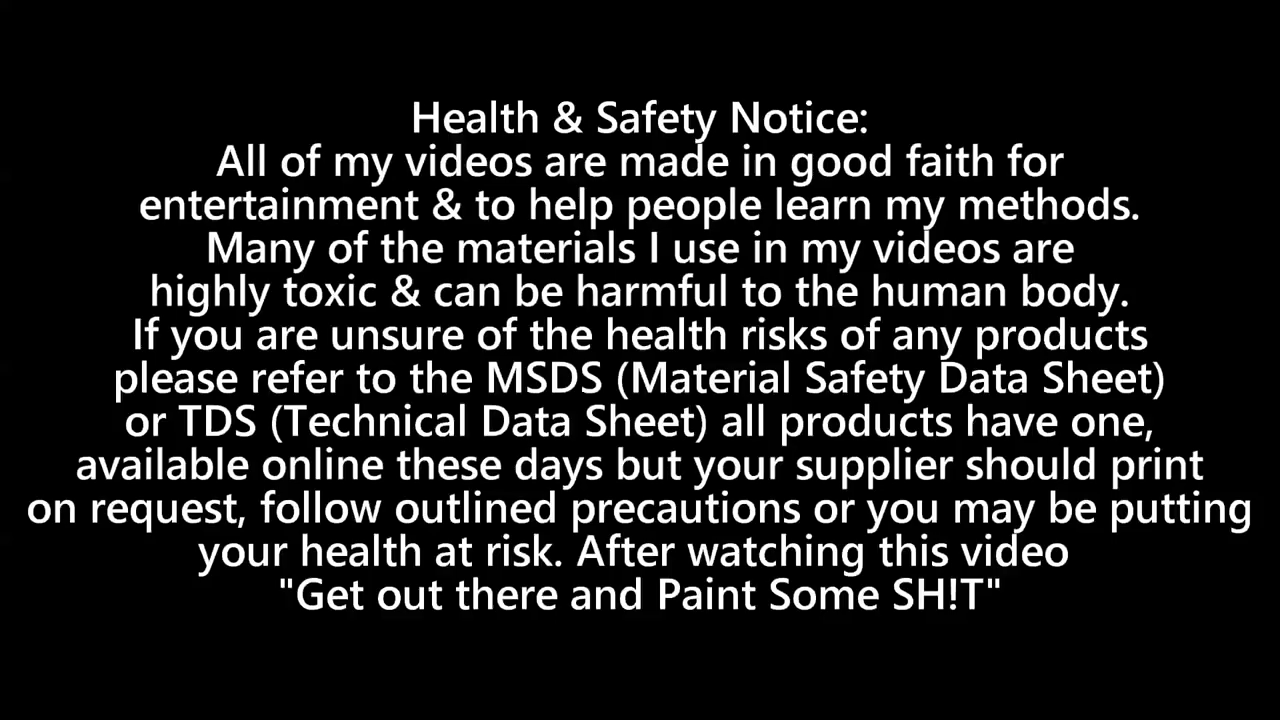 Health & Safety Notice:
All of my videos are made in good faith for
entertainment & to help people learn my methods.
Many of the materials I use in my videos are
highly toxic & can be harmful to the human body.
If you are unsure of the health risks of any products
please refer to the MSDS (Material Safety Data Sheet)
or TDS (Technical Data Sheet) all products have one,
available online these days but your supplier should print
on request, follow outlined precautions or you may be putting
your health at risk. After watching this video
"Get out there and Paint Some SH!T"